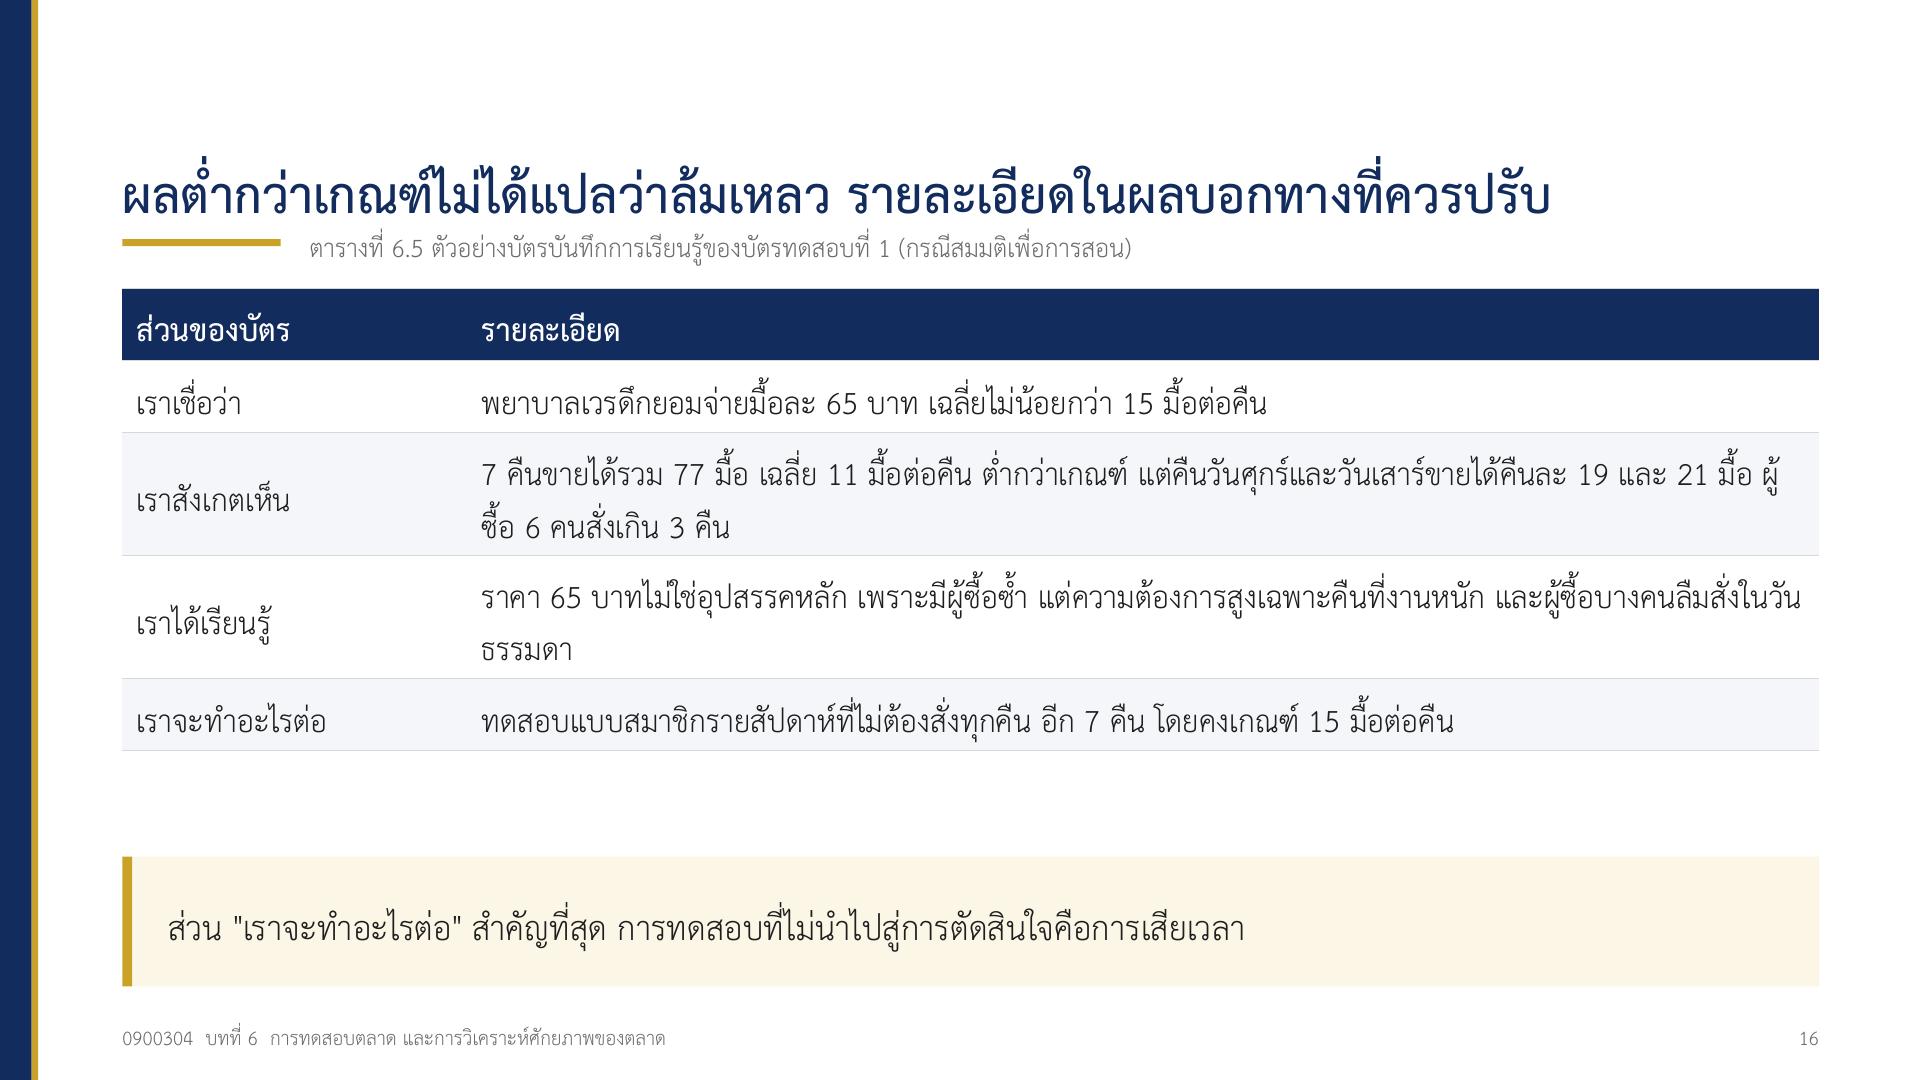 ผลต่ำกว่าเกณฑ์ไม่ได้แปลว่าล้มเหลว รายละเอียดในผลบอกทางที่ควรปรับ
ตารางที่ 6.5 ตัวอย่างบัตรบันทึกการเรียนรู้ของบัตรทดสอบที่ 1 (กรณีสมมติเพื่อการสอน)
ส่วนของบัตร รายละเอียด
เราเชื่อว่า พยาบาลเวรดึกยอมจ่ายมื้อละ 65 บาท เฉลี่ยไม่น้อยกว่า 15 มื้อต่อคืน
เราสังเกตเห็น 7 คืนขายได้รวม 77 มื้อ เฉลี่ย 11 มื้อต่อคืน ต่ำกว่าเกณฑ์ แต่คืนวันศุกร์และวันเสาร์ขายได้คืนละ 19 และ 21 มื้อ ผู้
ซื้อ 6 คนสั่งเกิน 3 คืน
เราได้เรียนรู้ ราคา 65 บาทไม่ใช่อุปสรรคหลัก เพราะมีผู้ซื้อซ้ำ แต่ความต้องการสูงเฉพาะคืนที่งานหนัก และผู้ซื้อบางคนลืมสั่งในวัน
ธรรมดา
เราจะทำอะไรต่อ ทดสอบแบบสมาชิกรายสัปดาห์ที่ไม่ต้องสั่งทุกคืน อีก 7 คืน โดยคงเกณฑ์ 15 มื้อต่อคืน
ส่วน "เราจะทำอะไรต่อ" สำคัญที่สุด การทดสอบที่ไม่นำไปสู่การตัดสินใจคือการเสียเวลา
0900304 บทที่ 6 การทดสอบตลาด และการวิเคราะห์ศักยภาพของตลาด 16